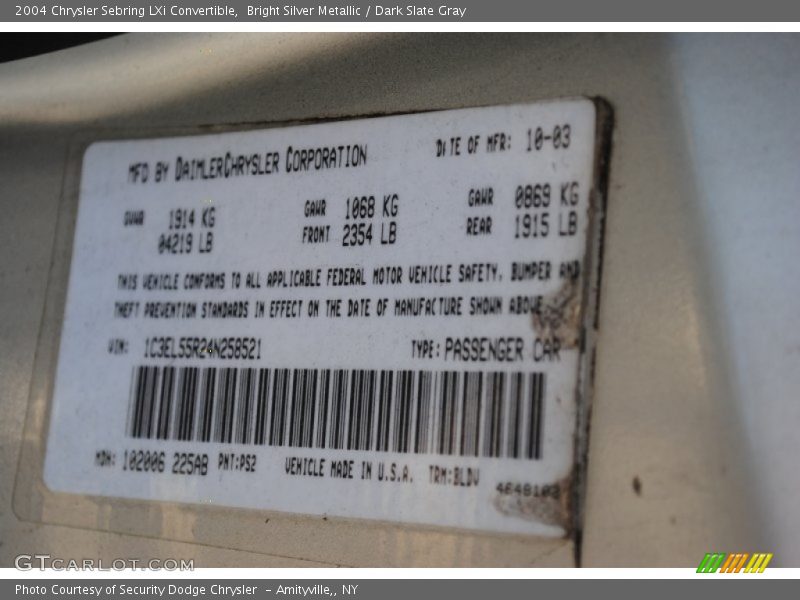 2004 Chrysler Sebring LXi Convertible,  Bright Silver Metallic / Dark Slate Gray
MFD BY DAIMLERCHRYSLER CORPORATION
DATE OF MFR: 10-03
GVWR 1914 KG
04219 LB
GAWR 1068 KG
FRONT 2354 LB
GAWR 0869 KG
REAR 1915 LB
THIS VEHICLE CONFORMS TO ALL APPLICABLE FEDERAL MOTOR VEHICLE SAFETY, BUMPER AND
THEFT PREVENTION STANDARDS IN EFFECT ON THE DATE OF MANUFACTURE SHOWN ABOVE
VIN: 1C3EL55R24N258521 TYPE: PASSENGER CAR
MDH: 102006 225AB PNT:PS2 VEHICLE MADE IN U.S.A. TRM:BLDV
GTCARLOT.COM
Photo Courtesy of Security Dodge Chrysler  - Amityville,, NY